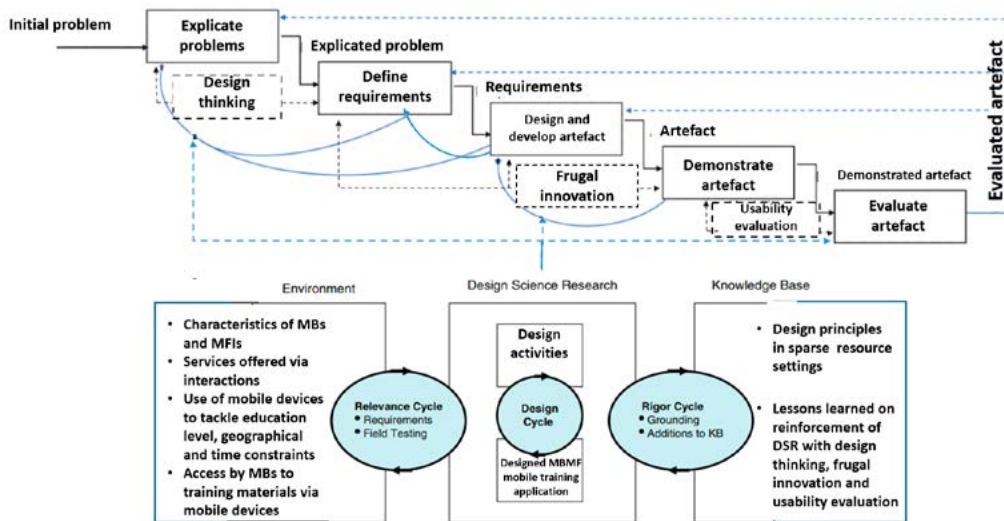 Initial problem
Explicate
problems
Explicated problem
Design
thinking
Define
requirements
Requirements
Design and
develop artefact
Artefact
Frugal
innovation
Demonstrate
artefact
Demonstrated artefact
Usability
evaluation
Evaluate
artefact
Evaluated artefact
Environment
Design Science Research
Knowledge Base
• Characteristics of MBs
and MFIs
• Services offered via
interactions
• Use of mobile devices
to tackle education
level, geographical
and time constraints
• Access by MBs to
training materials via
mobile devices
Relevance Cycle
• Requirements
• Field Testing
Design
activities
Design
Cycle
Designed MBMF
mobile training
application
Rigor Cycle
• Grounding
• Additions to KB
• Design principles
in sparse resource
settings
• Lessons learned on
reinforcement of
DSR with design
thinking, frugal
innovation and
usability evaluation